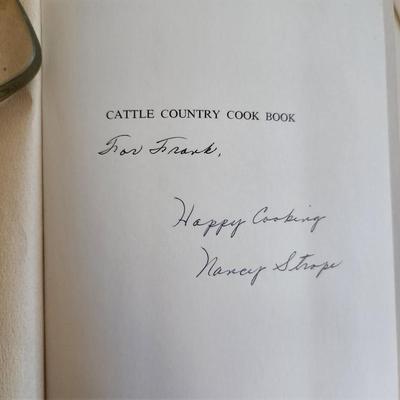 CATTLE COUNTRY COOK BOOK
For Frank,
Happy Cooking
Nancy Strope